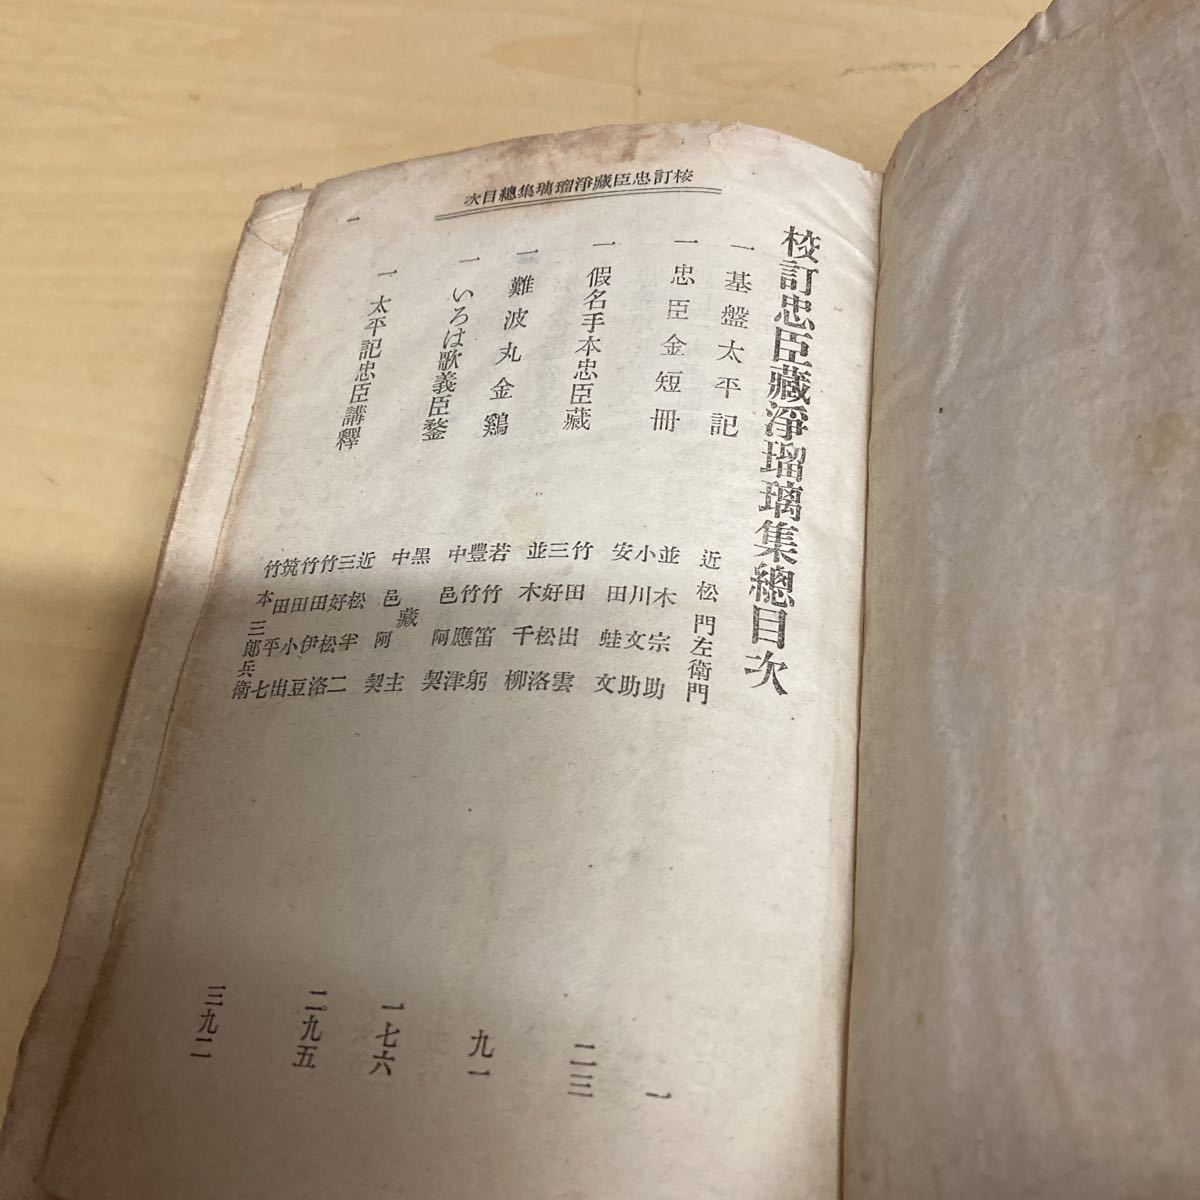 校訂忠臣藏淨瑠璃集總目次
校訂忠臣藏淨瑠璃集總目次
一 基盤太平記 近松門左衛門 一
一 忠臣金短冊 並木宗助
小川文助
安田蛙文 二三
一 假名手本忠臣藏 竹田出雲
三好松洛
並木千柳 九一
一 難波丸金鷄 若竹笛躬
豐竹應津
中邑阿契 一七六
一 いろは歌義臣鍪 黑藏主
中邑阿契 二九五
一 太平記忠臣講釋 近松半二
三好松洛
竹田伊豆
竹田小出
筑田平七
竹本三郎兵衛 三九二
一